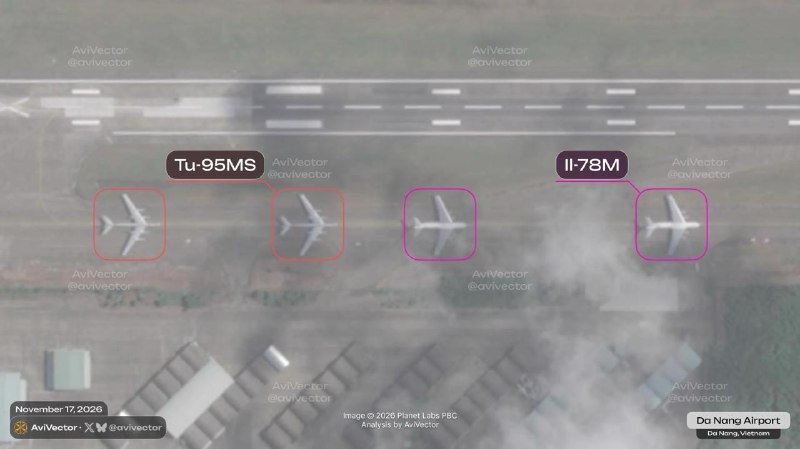 AviVector
@avivector
AviVector
@avivector
Tu-95MS
AviVector
@avivector
Il-78M
AviVector
@avivector
AviVector
@avivector
AviVector
@avivector
AviVector
@avivector
AviVector
@avivector
November 17, 2026
AviVector · @avivector
Image © 2026 Planet Labs PBC
Analysis by AviVector
Da Nang Airport
Da Nang, Vietnam